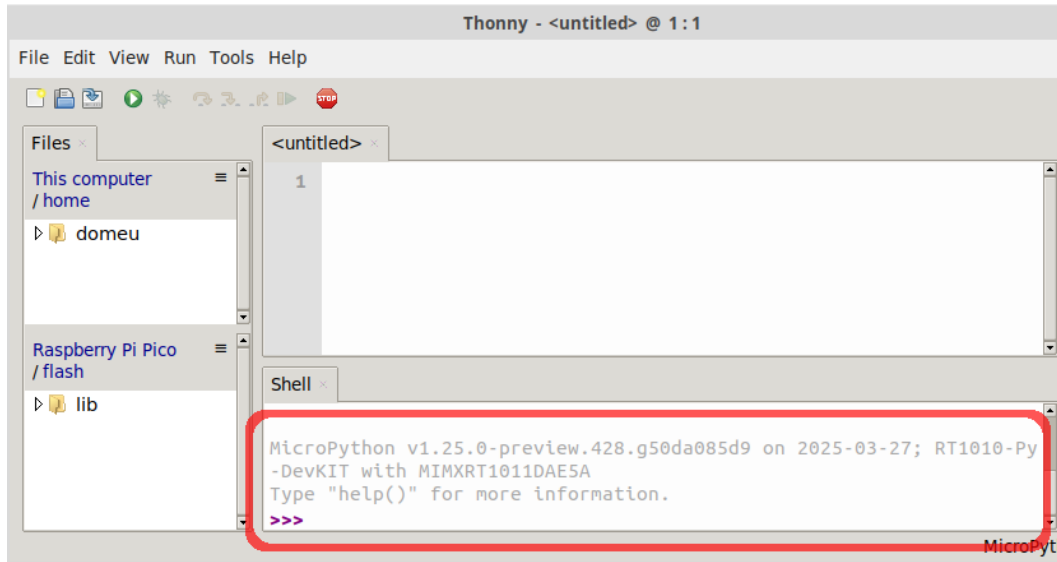 Thonny - <untitled> @ 1:1
File Edit View Run Tools Help
STOP
Files
<untitled>
This computer
/ home
domeu
1
Raspberry Pi Pico
/ flash
lib
Shell
MicroPython v1.25.0-preview.428.g50da085d9 on 2025-03-27; RT1010-Py
-DevKIT with MIMXRT1011DAE5A
Type "help()" for more information.
>>>
MicroPyt